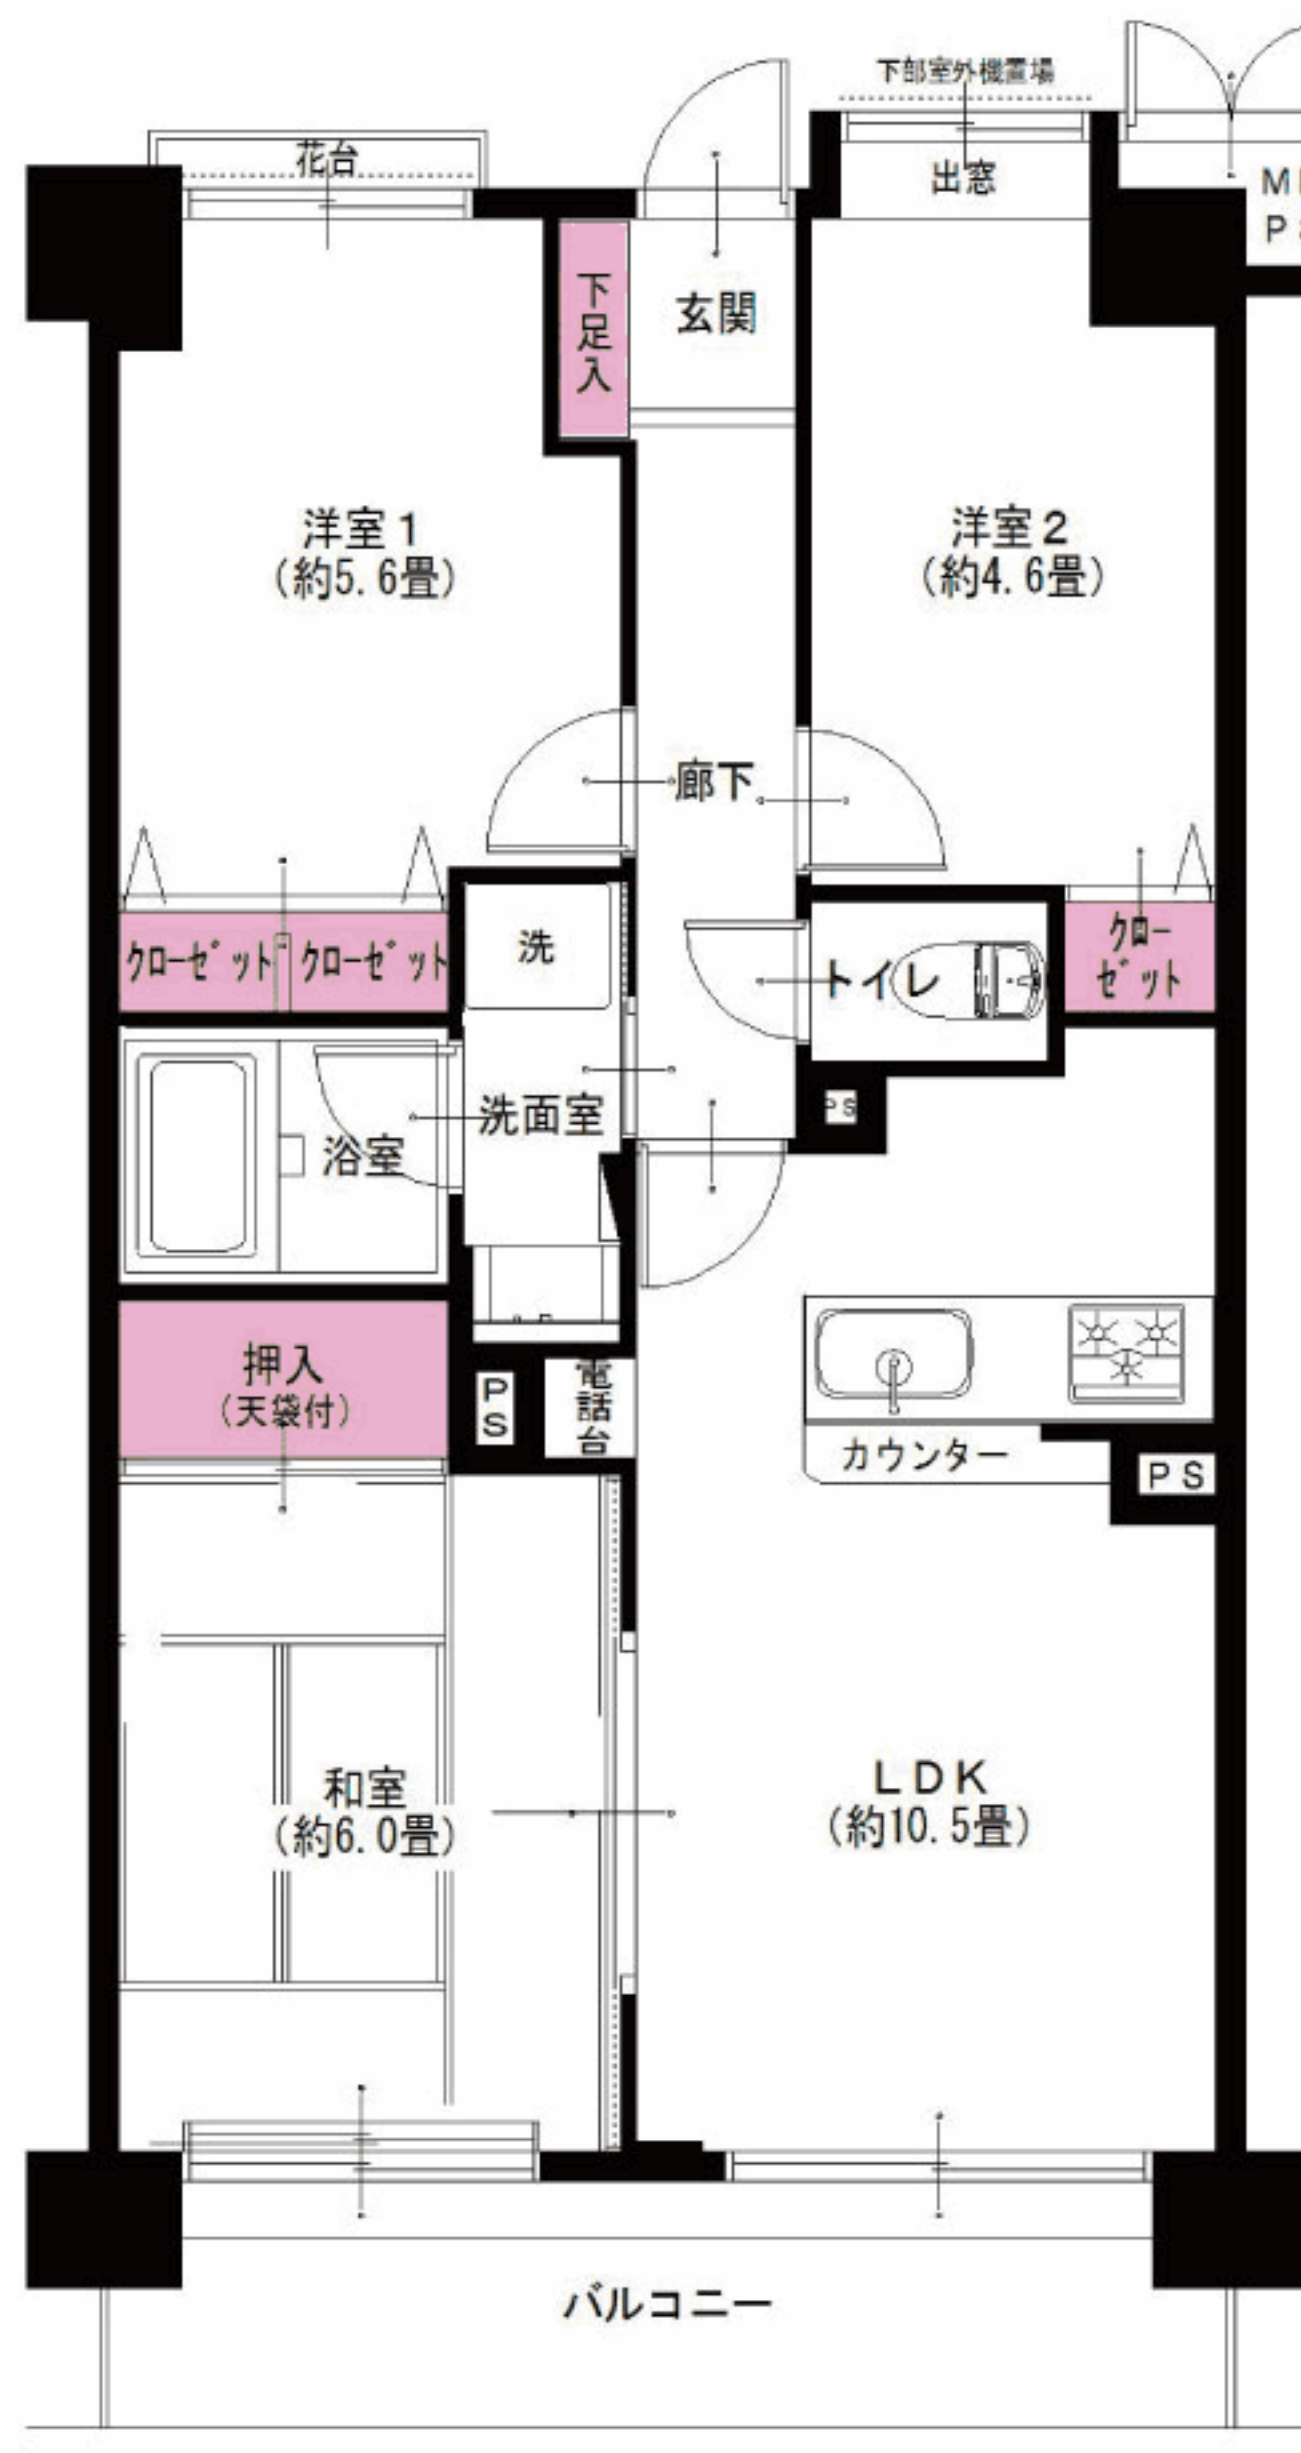 下部室外機置場
花台
出窓
下足入
玄関
洋室1
(約5.6畳)
洋室2
(約4.6畳)
廊下
クローゼット
クローゼット
クロー
ゼット
洗
トイレ
洗面室
浴室
PS
押入
(天袋付)
PS
電話台
カウンター
PS
和室
(約6.0畳)
LDK
(約10.5畳)
バルコニー